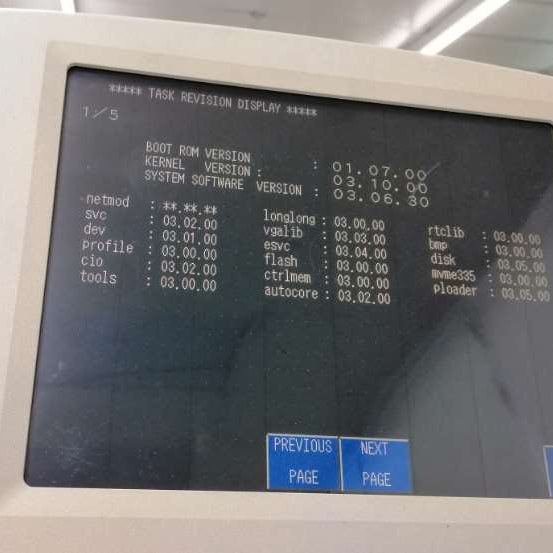 ***** TASK REVISION DISPLAY *****
1/5
BOOT ROM VERSION : 01.07.00
KERNEL VERSION : 03.10.00
SYSTEM SOFTWARE VERSION : 03.06.30
netmod : **.**.** longlong : 03.00.00 rtclib : 03.00.00
svc : 03.02.00 vgalib : 03.03.00 bmp : 03.00.00
dev : 03.01.00 esvc : 03.04.00 disk : 03.05.00
profile : 03.00.00 flash : 03.00.00 mvme335 : 03.00.00
cio : 03.02.00 ctrlmem : 03.00.00 ploader : 03.05.00
tools : 03.00.00 autocore : 03.02.00
PREVIOUS PAGE
NEXT PAGE